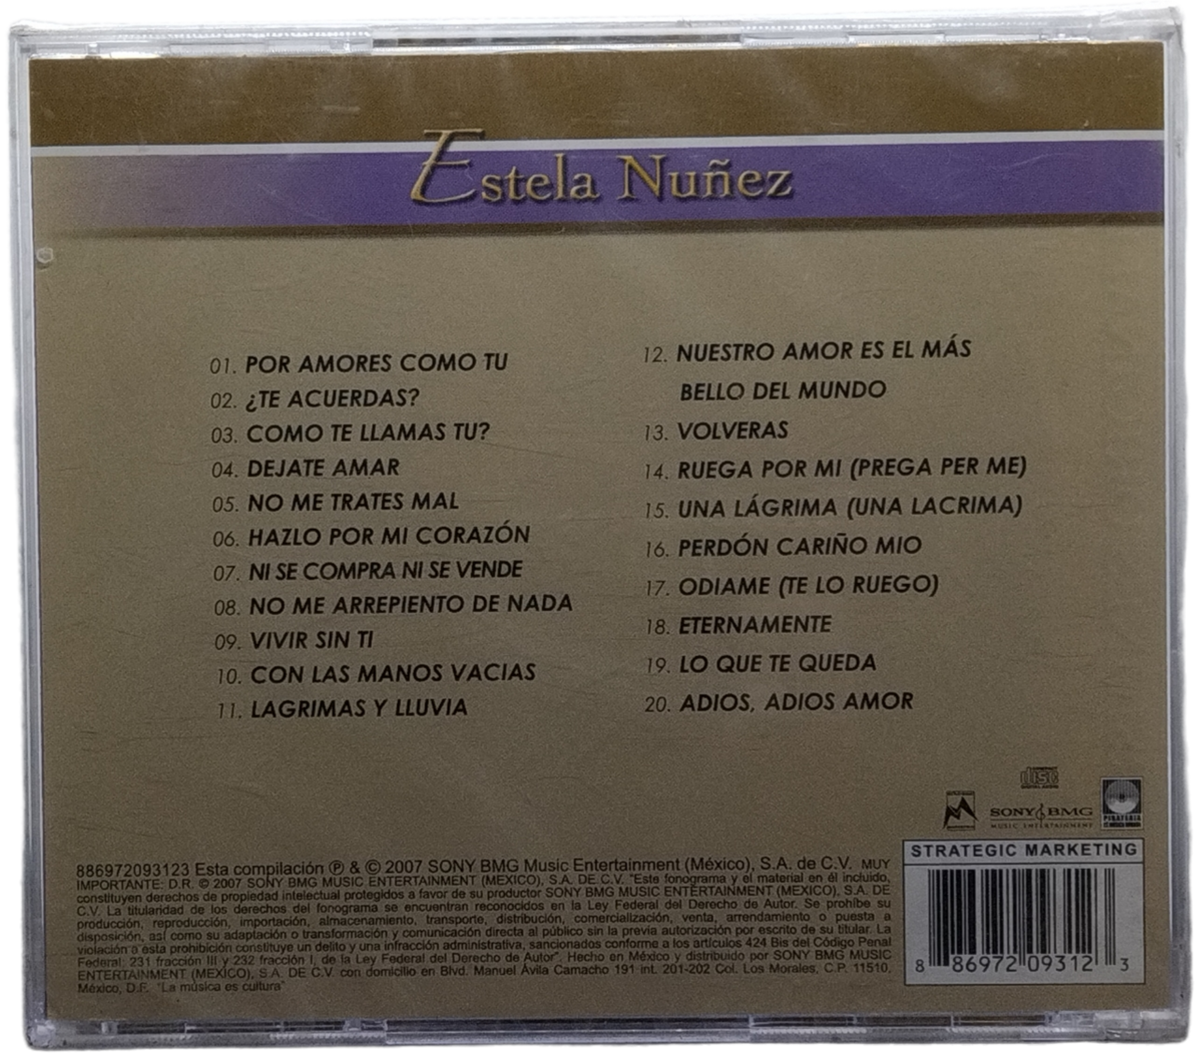 Estela Nuñez
01. POR AMORES COMO TU
02. ¿TE ACUERDAS?
03. COMO TE LLAMAS TU?
04. DEJATE AMAR
05. NO ME TRATES MAL
06. HAZLO POR MI CORAZÓN
07. NI SE COMPRA NI SE VENDE
08. NO ME ARREPIENTO DE NADA
09. VIVIR SIN TI
10. CON LAS MANOS VACIAS
11. LAGRIMAS Y LLUVIA
12. NUESTRO AMOR ES EL MÁS
BELLO DEL MUNDO
13. VOLVERAS
14. RUEGA POR MI (PREGA PER ME)
15. UNA LÁGRIMA (UNA LACRIMA)
16. PERDÓN CARIÑO MIO
17. ODIAME (TE LO RUEGO)
18. ETERNAMENTE
19. LO QUE TE QUEDA
20. ADIOS, ADIOS AMOR
disc
SONY BMG
MUSIC ENTERTAINMENT
PIRATERIA
STRATEGIC MARKETING
8 86972 09312 3
886972093123 Esta compilación ℗ & © 2007 SONY BMG Music Entertainment (México), S.A. de C.V. MUY
IMPORTANTE: D.R. © 2007 SONY BMG MUSIC ENTERTAINMENT (MEXICO), S.A. DE C.V. "Este fonograma y el material en él incluido,
constituyen derechos de propiedad intelectual protegidos a favor de su productor SONY BMG MUSIC ENTERTAINMENT (MEXICO), S.A. DE
C.V. La titularidad de los derechos del fonograma se encuentran reconocidos en la Ley Federal del Derecho de Autor. Se prohíbe su
producción, reproducción, importación, almacenamiento, transporte, distribución, comercialización, venta, arrendamiento o puesta a
disposición, así como su adaptación o transformación y comunicación directa al público sin la previa autorización por escrito de su titular. La
violación a esta prohibición constituye un delito y una infracción administrativa, sancionados conforme a los artículos 424 Bis del Código Penal
Federal; 231 fracción III y 232 fracción I, de la Ley Federal del Derecho de Autor". Hecho en México y distribuido por SONY BMG MUSIC
ENTERTAINMENT (MEXICO), S.A. DE C.V. con domicilio en Blvd. Manuel Avila Camacho 191 int. 201-202 Col. Los Morales, C.P. 11510,
México, D.F. "La música es cultura"